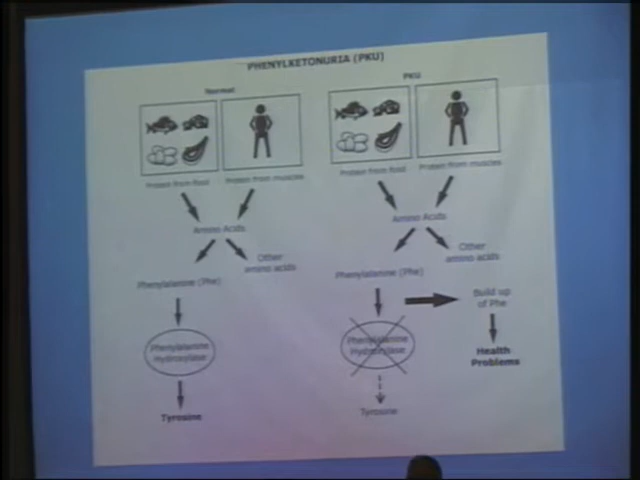 PHENYLKETONURIA (PKU)
Normal
PKU
Protein from food
Protein from muscles
Protein from food
Protein from muscles
Amino Acids
Amino Acids
Other
amino acids
Other
amino acids
Phenylalanine (Phe)
Phenylalanine (Phe)
Build up
of Phe
Phenylalanine
Hydroxylase
Phenylalanine
Hydroxylase
Health
Problems
Tyrosine
Tyrosine